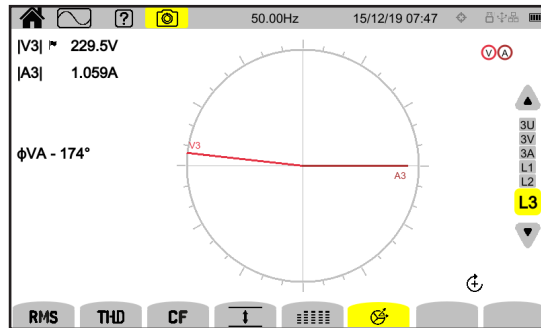 ?
50.00Hz
15/12/19 07:47
|V3| 229.5V
|A3| 1.059A
V A
V3
A3
ϕVA - 174°
3U
3V
3A
L1
L2
L3
RMS THD CF